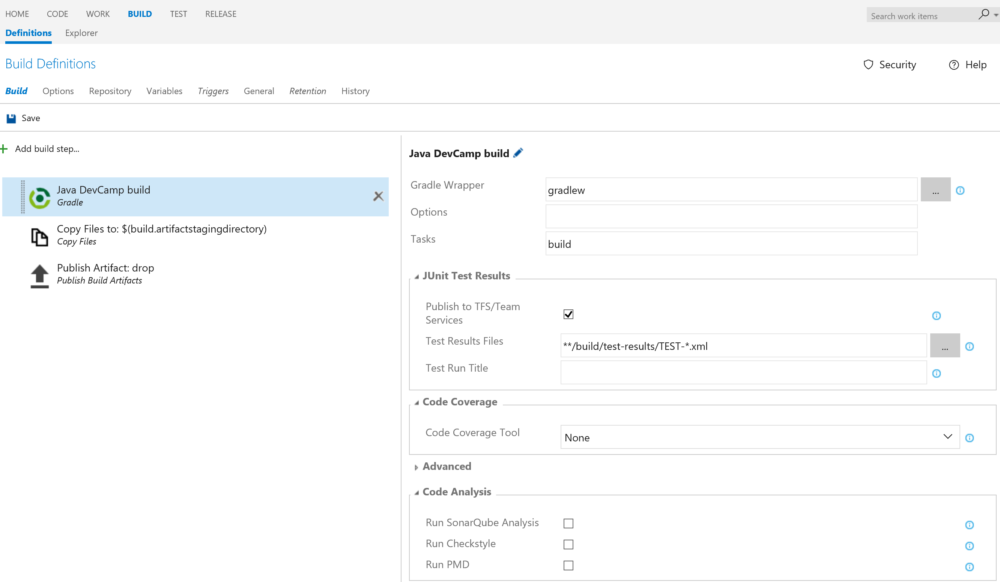 HOME CODE WORK BUILD TEST RELEASE
Search work items
Definitions Explorer
Build Definitions
Security Help
Build Options Repository Variables Triggers General Retention History
Save
Add build step...
Java DevCamp build
Gradle
Copy Files to: $(build.artifactstagingdirectory)
Copy Files
Publish Artifact: drop
Publish Build Artifacts
Java DevCamp build
Gradle Wrapper gradlew ...
Options
Tasks build
JUnit Test Results
Publish to TFS/Team
Services
Test Results Files **/build/test-results/TEST-*.xml ...
Test Run Title
Code Coverage
Code Coverage Tool None
Advanced
Code Analysis
Run SonarQube Analysis
Run Checkstyle
Run PMD